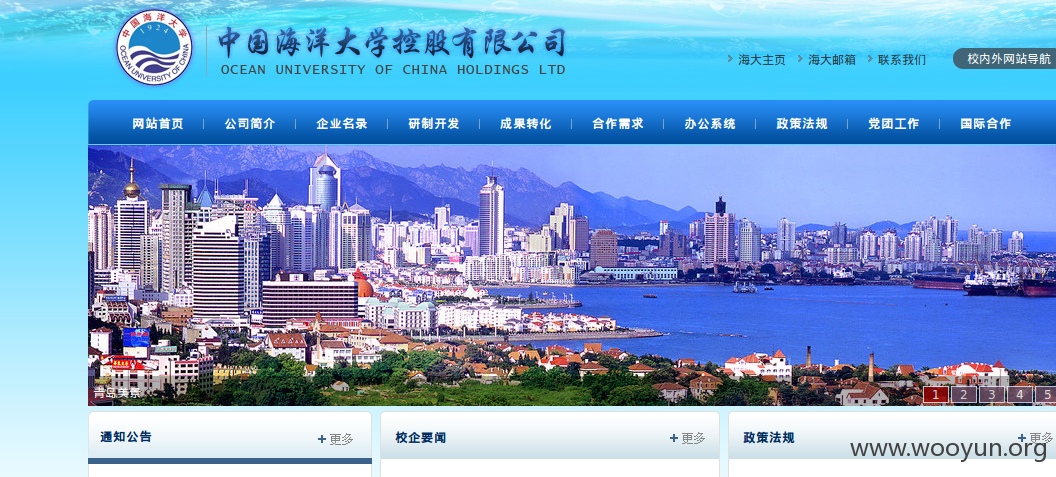 中国海洋大学
1924
OCEAN UNIVERSITY OF CHINA
中国海洋大学控股有限公司
OCEAN UNIVERSITY OF CHINA HOLDINGS LTD
海大主页 海大邮箱 联系我们 校内外网站导航
网站首页 公司简介 企业名录 研制开发 成果转化 合作需求 办公系统 政策法规 党团工作 国际合作
青岛美景
1 2 3 4 5
通知公告 更多 校企要闻 更多 政策法规 更多
www.wooyun.org